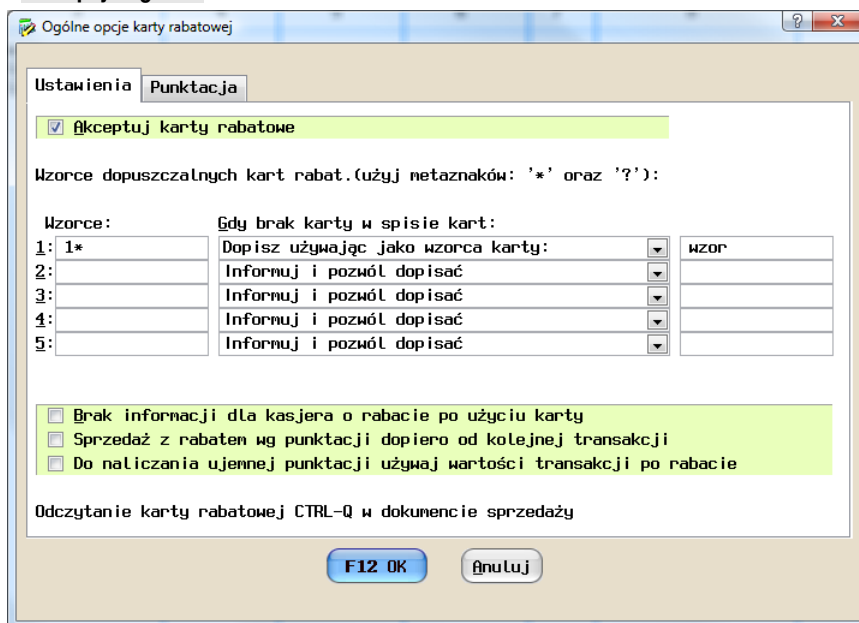 Ogólne opcje karty rabatowej
Ustawienia Punktacja
Akceptuj karty rabatowe
Wzorce dopuszczalnych kart rabat.(użyj metaznaków: '*' oraz '?'):
Wzorce: Gdy brak karty w spisie kart:
1: 1* Dopisz używając jako wzorca karty: wzor
2: Informuj i pozwól dopisać
3: Informuj i pozwól dopisać
4: Informuj i pozwól dopisać
5: Informuj i pozwól dopisać
Brak informacji dla kasjera o rabacie po użyciu karty
Sprzedaż z rabatem wg punktacji dopiero od kolejnej transakcji
Do naliczania ujemnej punktacji używaj wartości transakcji po rabacie
Odczytanie karty rabatowej CTRL-Q w dokumencie sprzedaży
F12 OK Anuluj